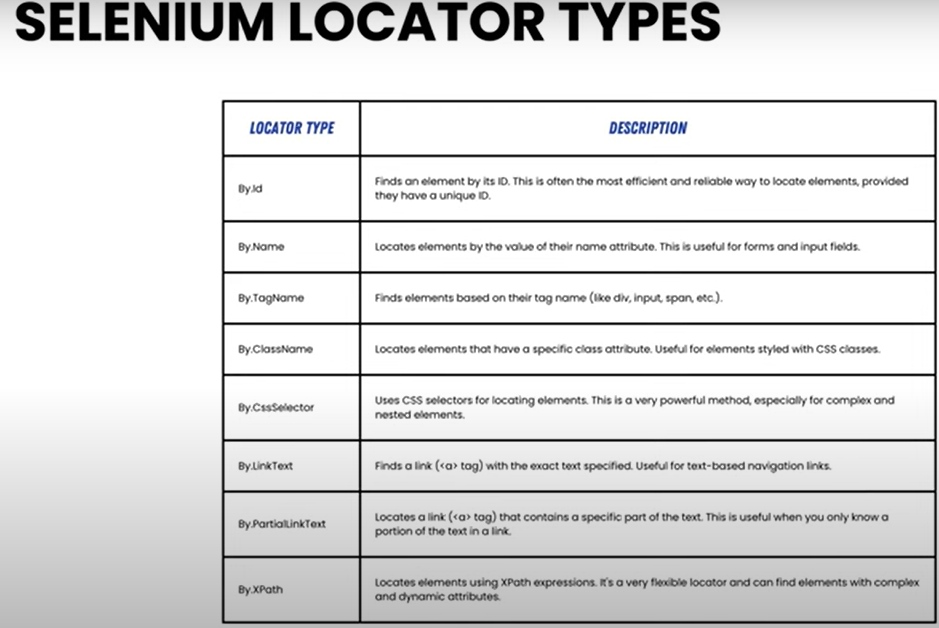 SELENIUM LOCATOR TYPES
LOCATOR TYPE
DESCRIPTION
By.Id
Finds an element by its ID. This is often the most efficient and reliable way to locate elements, provided
they have a unique ID.
By.Name
Locates elements by the value of their name attribute. This is useful for forms and input fields.
By.TagName
Finds elements based on their tag name (like div, input, span, etc.).
By.ClassName
Locates elements that have a specific class attribute. Useful for elements styled with CSS classes.
By.CssSelector
Uses CSS selectors for locating elements. This is a very powerful method, especially for complex and
nested elements.
By.LinkText
Finds a link (<a> tag) with the exact text specified. Useful for text-based navigation links.
By.PartialLinkText
Locates a link (<a> tag) that contains a specific part of the text. This is useful when you only know a
portion of the text in a link.
By.XPath
Locates elements using XPath expressions. It's a very flexible locator and can find elements with complex
and dynamic attributes.